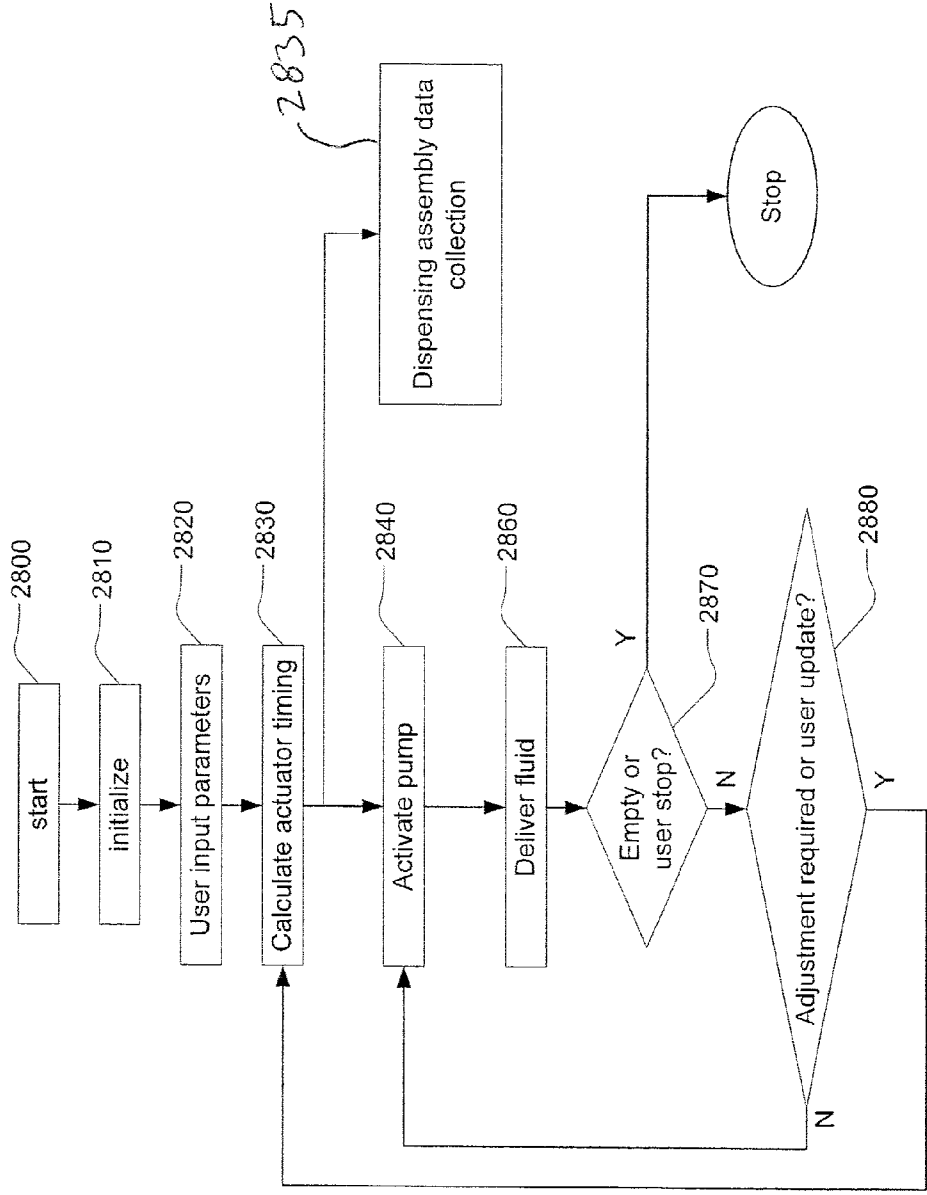 start
2800
initialize
2810
User input parameters
2820
Calculate actuator timing
2830
Dispensing assembly data
collection
2835
Activate pump
2840
Deliver fluid
2860
Empty or
user stop?
2870
Y
N
Stop
Adjustment required or user update?
2880
N
Y